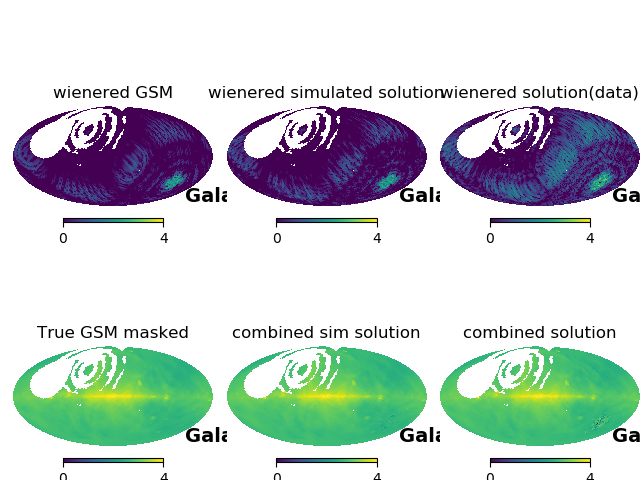 wienered GSM
wienered simulated solution
wienered solution(data)
Gala
Gala
Ga
0 4
0 4
0 4
True GSM masked
combined sim solution
combined solution
Gala
Gala
Ga
0 4
0 4
0 4